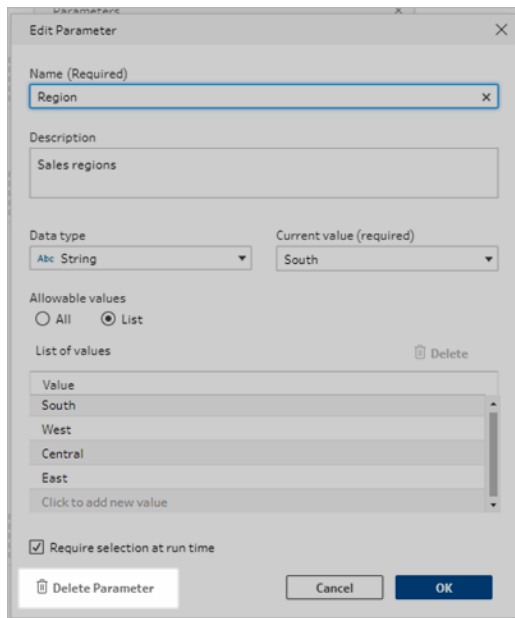 Parameters
Edit Parameter
Name (Required)
Region
Description
Sales regions
Data type
Current value (required)
Abc String
South
Allowable values
All
List
List of values
Delete
Value
South
West
Central
East
Click to add new value
Require selection at run time
Delete Parameter
Cancel
OK